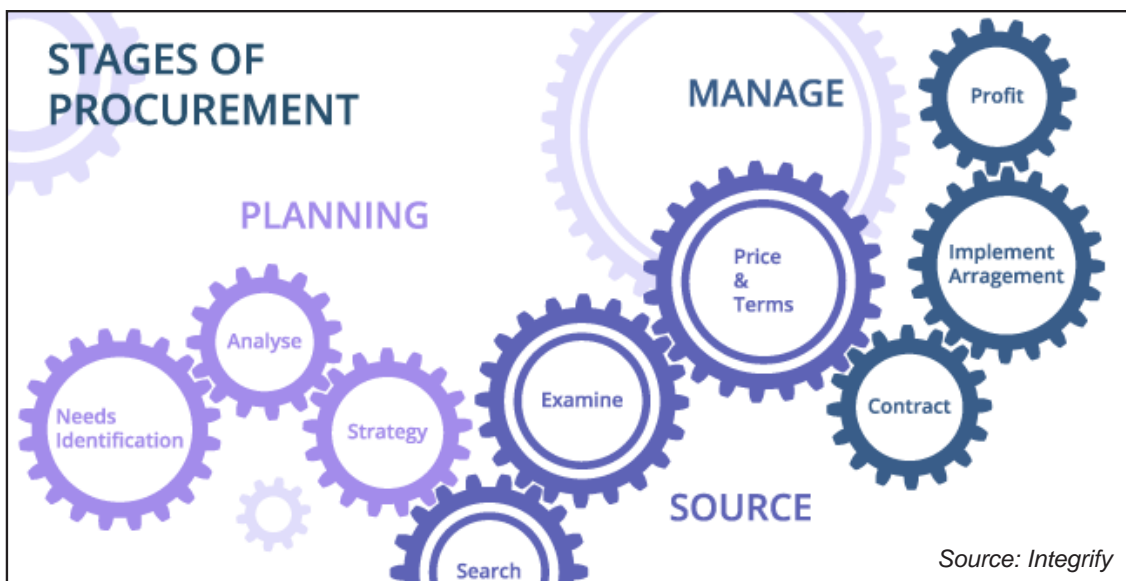 STAGES OF
PROCUREMENT
PLANNING
Needs
Identification
Analyse
Strategy
SOURCE
Search
Examine
Price
&
Terms
MANAGE
Contract
Implement
Arragement
Profit
Source: Integrify